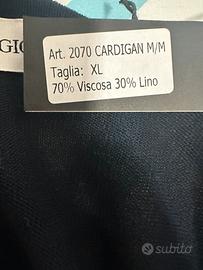 GIO
Art. 2070 CARDIGAN M/M
Taglia: XL
70% Viscosa 30% Lino
subito